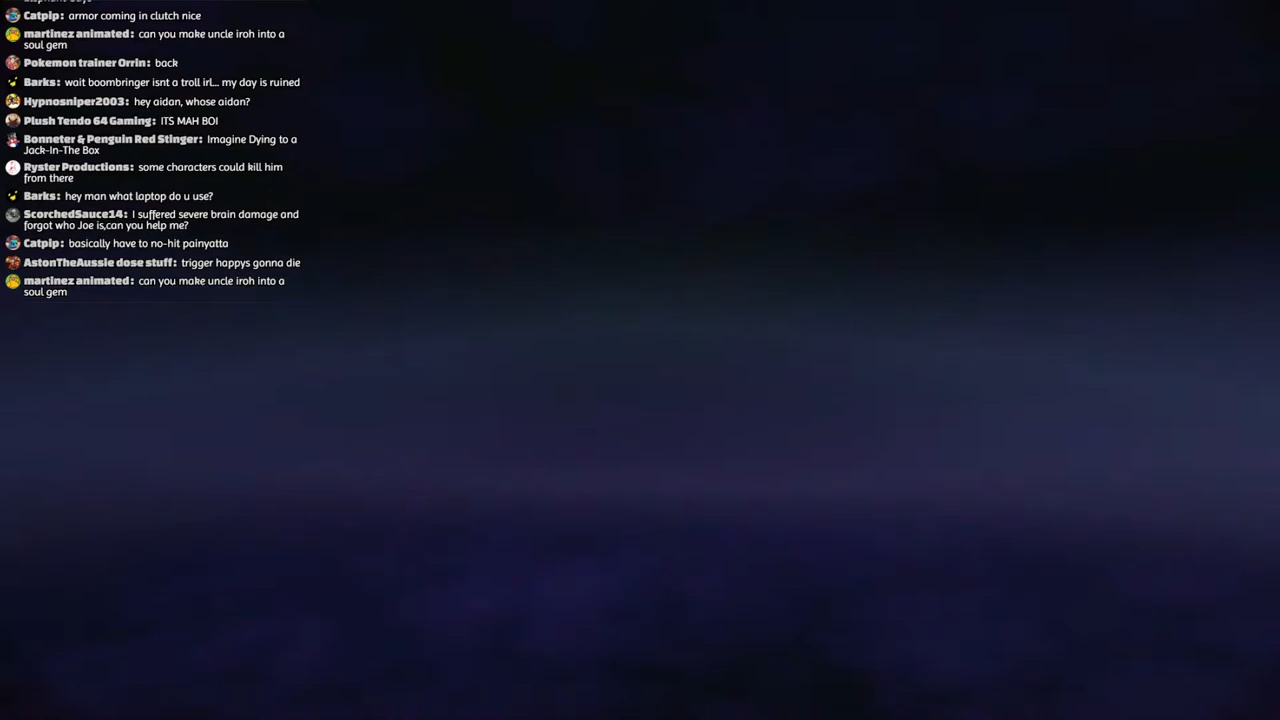 Catpip: armor coming in clutch nice
martinez animated: can you make uncle iroh into a
soul gem
Pokemon trainer Orrin: back
Barks: wait boombringer isnt a troll irl... my day is ruined
Hypnosniper2003: hey aidan, whose aidan?
Plush Tendo 64 Gaming: ITS MAH BOI
Bonneter & Penguin Red Stinger: Imagine Dying to a
Jack-In-The Box
Ryster Productions: some characters could kill him
from there
Barks: hey man what laptop do u use?
ScorchedSauce14: I suffered severe brain damage and
forgot who Joe is,can you help me?
Catpip: basically have to no-hit painyatta
AstonTheAussie dose stuff: trigger happys gonna die
martinez animated: can you make uncle iroh into a
soul gem